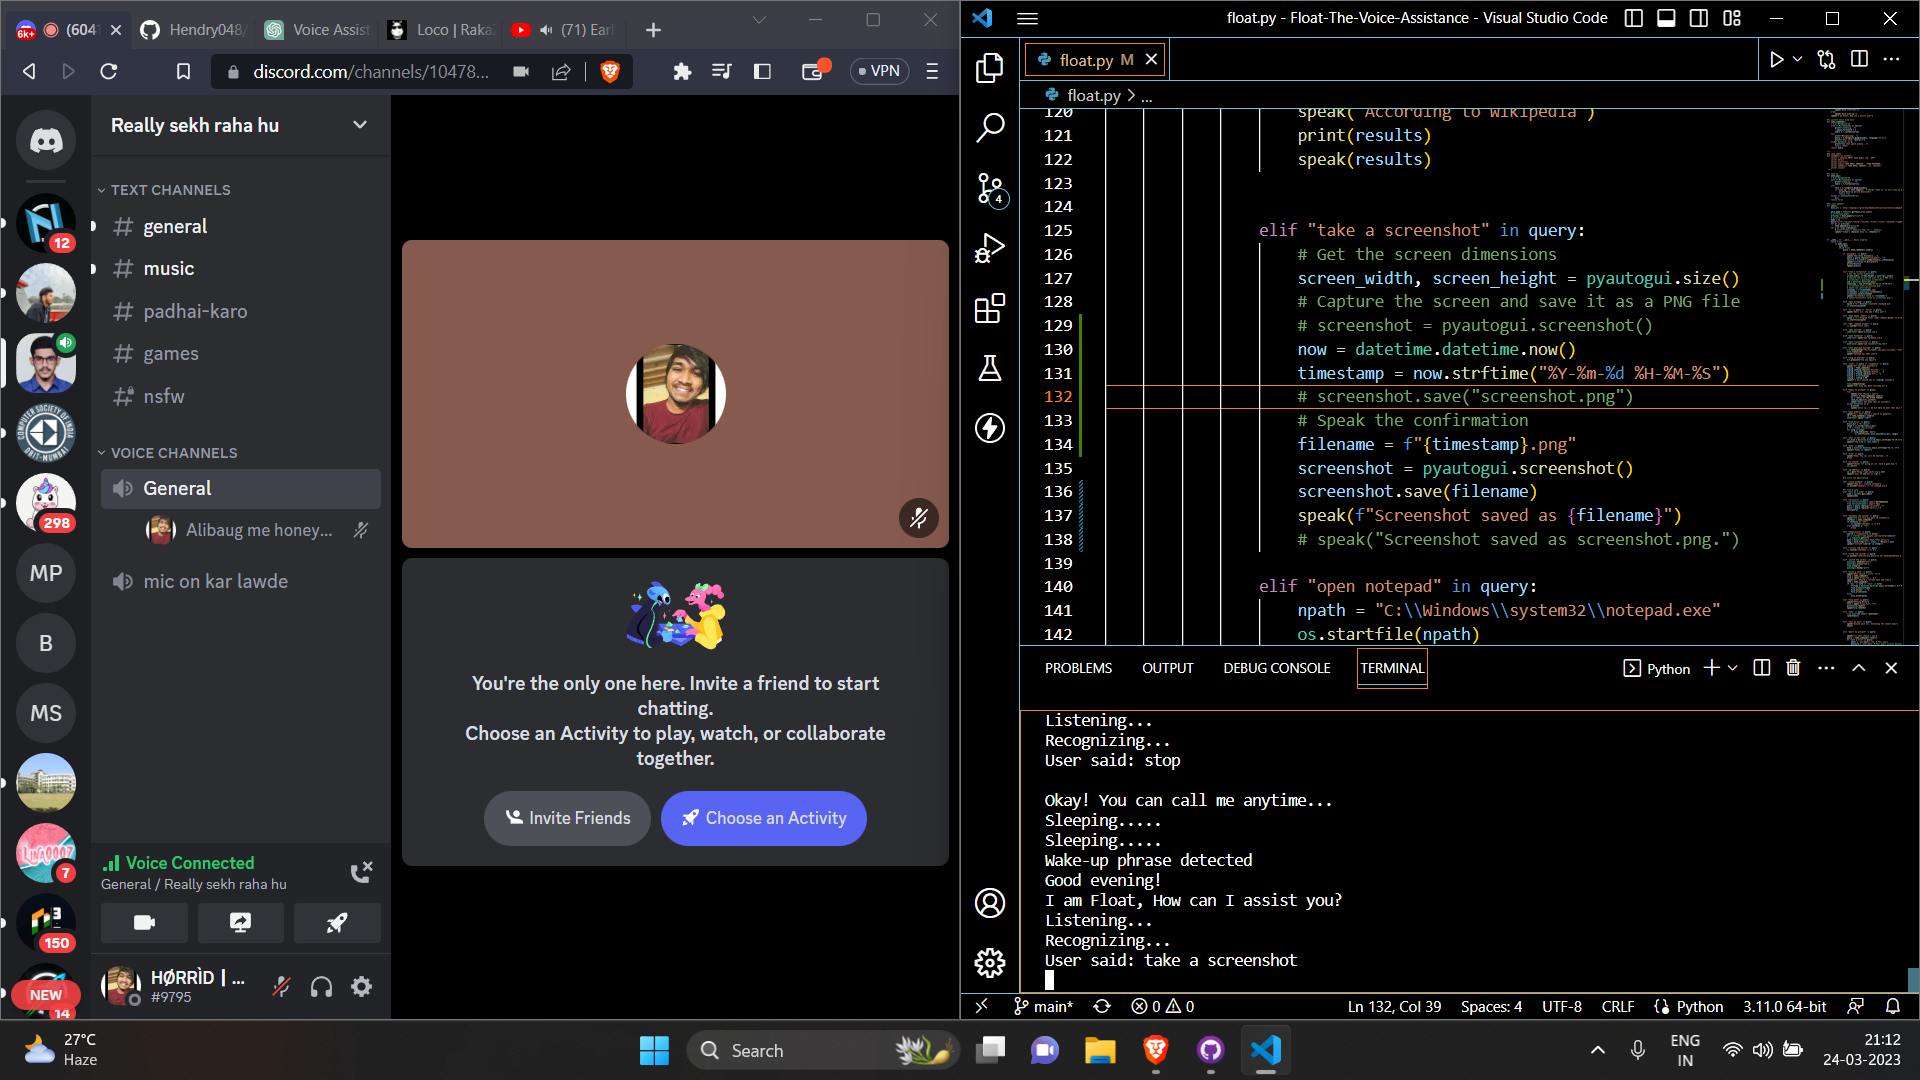 6k+
(6041
Hendry048/
Voice Assist
Loco | Raka
(71) Earl
discord.com/channels/10478...
VPN
12
298
MP
B
MS
7
150
NEW
14
Really sekh raha hu
TEXT CHANNELS
general
music
padhai-karo
games
nsfw
VOICE CHANNELS
General
Alibaug me honey...
mic on kar lawde
Voice Connected
General / Really sekh raha hu
HØRRÌD | ...
#9795
You're the only one here. Invite a friend to start
chatting.
Choose an Activity to play, watch, or collaborate
together.
Invite Friends
Choose an Activity
float.py - Float-The-Voice-Assistance - Visual Studio Code
float.py M
float.py > ...
4
120 speak("According to Wikipedia")
121 print(results)
122 speak(results)
123
124
125 elif "take a screenshot" in query:
126 # Get the screen dimensions
127 screen_width, screen_height = pyautogui.size()
128 # Capture the screen and save it as a PNG file
129 # screenshot = pyautogui.screenshot()
130 now = datetime.datetime.now()
131 timestamp = now.strftime("%Y-%m-%d %H-%M-%S")
132 # screenshot.save("screenshot.png")
133 # Speak the confirmation
134 filename = f"{timestamp}.png"
135 screenshot = pyautogui.screenshot()
136 screenshot.save(filename)
137 speak(f"Screenshot saved as {filename}")
138 # speak("Screenshot saved as screenshot.png.")
139
140 elif "open notepad" in query:
141 npath = "C:\\Windows\\system32\\notepad.exe"
142 os.startfile(npath)
PROBLEMS OUTPUT DEBUG CONSOLE TERMINAL
Python
Listening...
Recognizing...
User said: stop
Okay! You can call me anytime...
Sleeping.....
Sleeping.....
Wake-up phrase detected
Good evening!
I am Float, How can I assist you?
Listening...
Recognizing...
User said: take a screenshot
main* 0 0 Ln 132, Col 39 Spaces: 4 UTF-8 CRLF Python 3.11.0 64-bit
27°C
Haze
Search
ENG
IN
21:12
24-03-2023